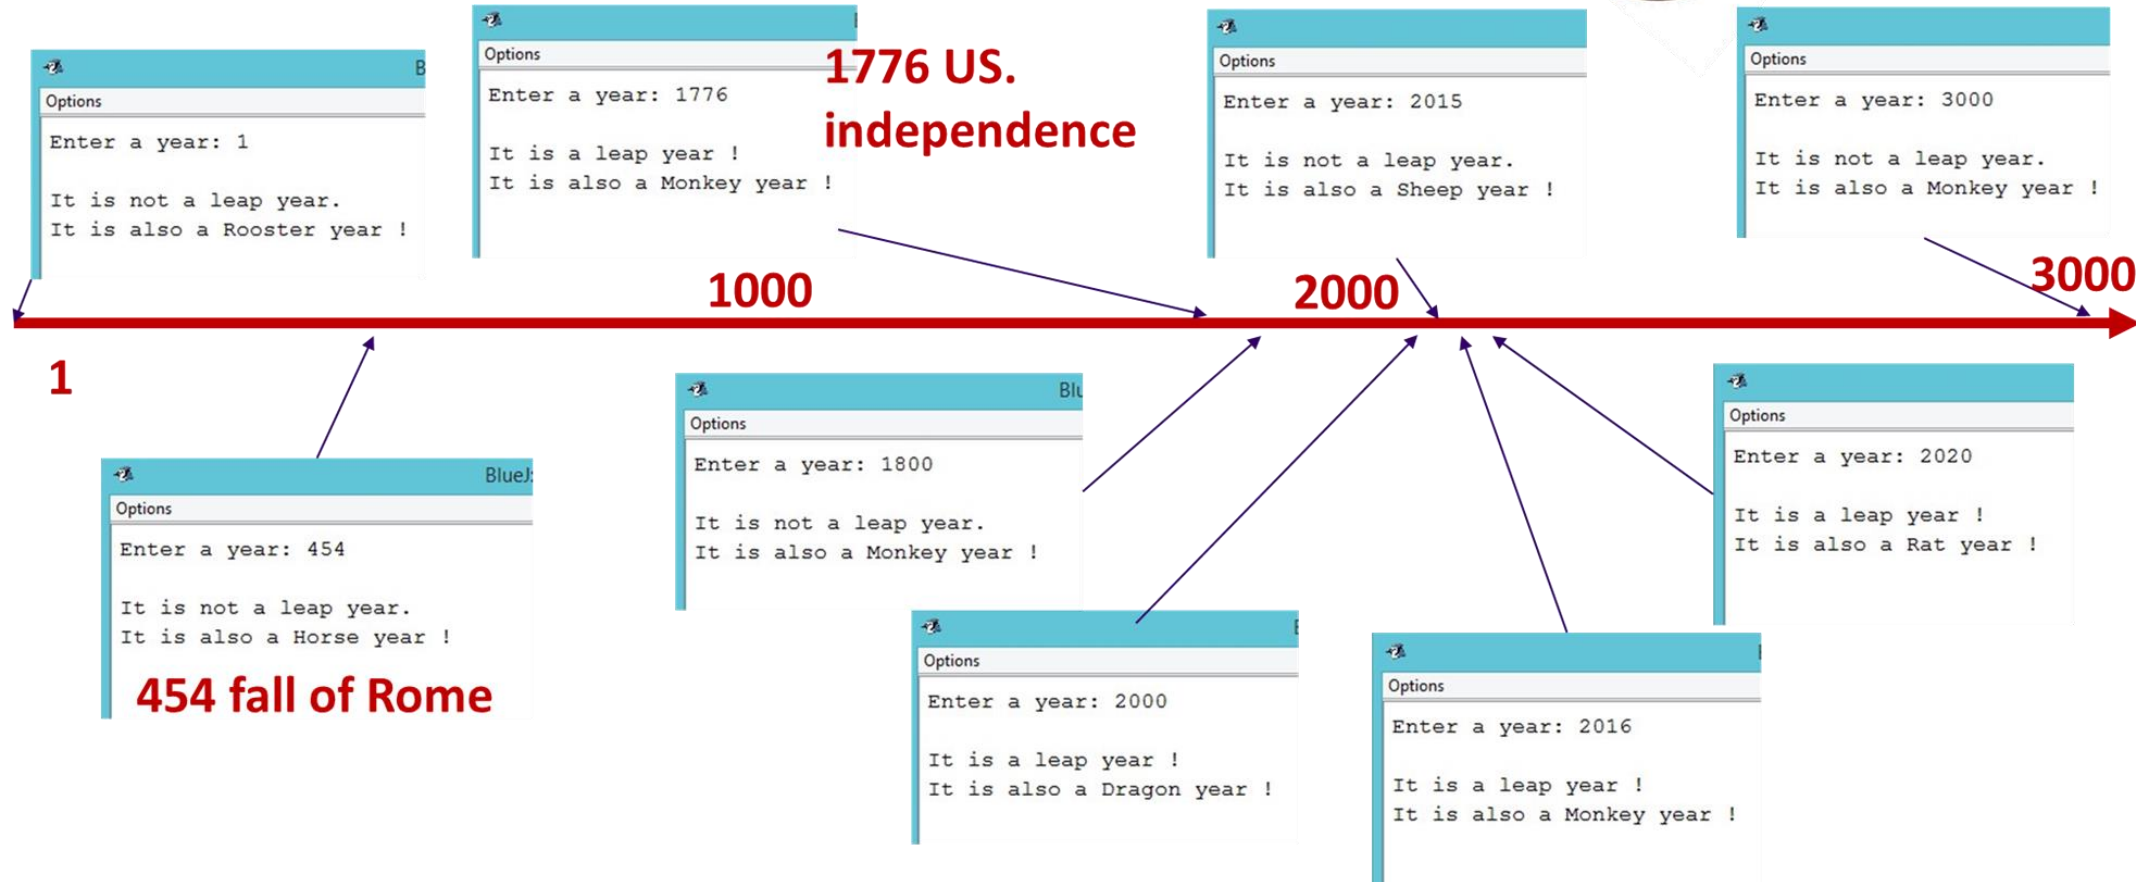 B
Options
Enter a year: 1
It is not a leap year.
It is also a Rooster year !
Options
Enter a year: 1776
It is a leap year !
It is also a Monkey year !
1776 US.
independence
Options
Enter a year: 2015
It is not a leap year.
It is also a Sheep year !
Options
Enter a year: 3000
It is not a leap year.
It is also a Monkey year !
1000
2000
3000
1
BlueJ:
Options
Enter a year: 454
It is not a leap year.
It is also a Horse year !
454 fall of Rome
Blu
Options
Enter a year: 1800
It is not a leap year.
It is also a Monkey year !
Options
Enter a year: 2000
It is a leap year !
It is also a Dragon year !
Options
Enter a year: 2016
It is a leap year !
It is also a Monkey year !
Options
Enter a year: 2020
It is a leap year !
It is also a Rat year !